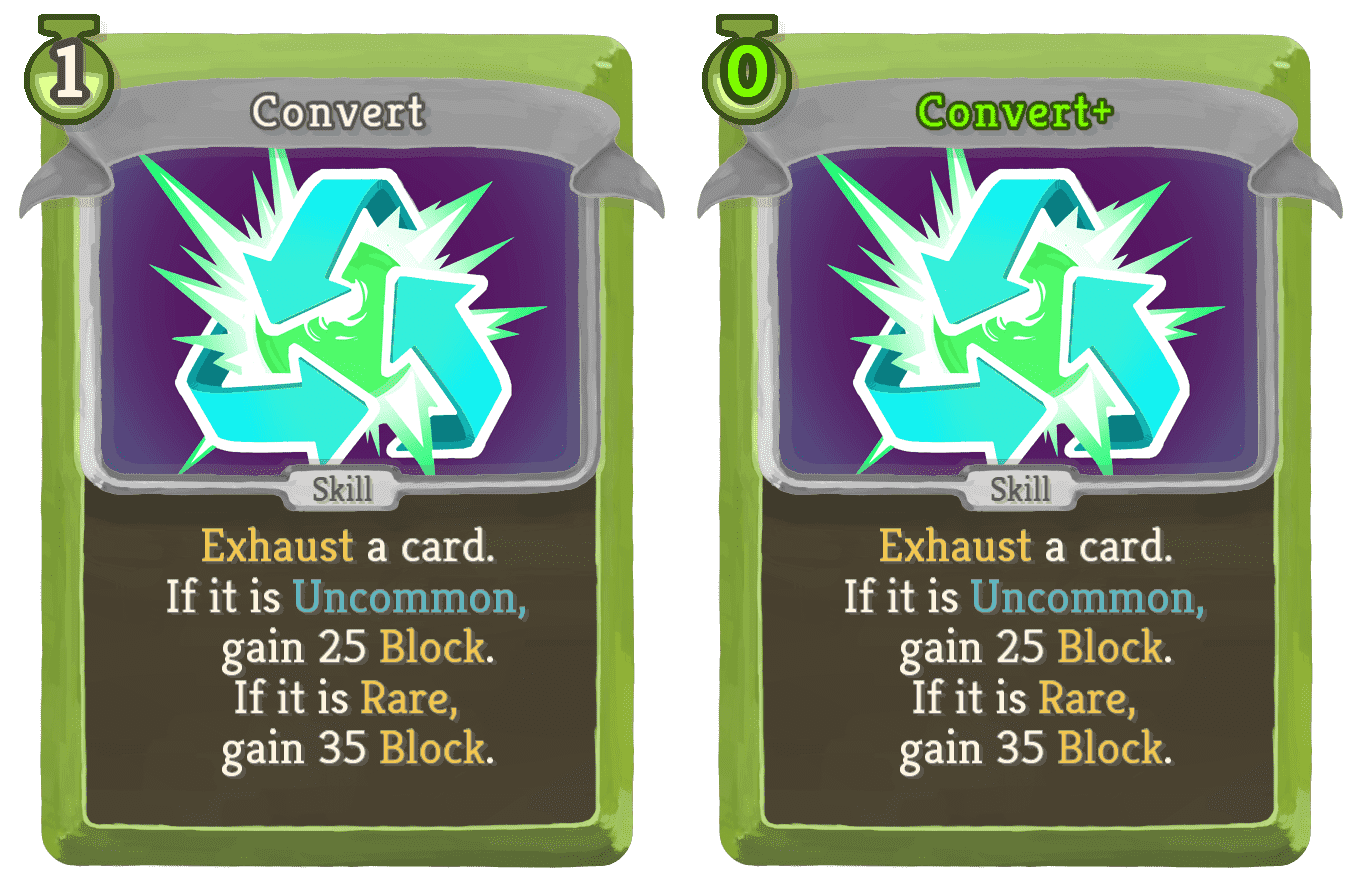 1
Convert
Skill
Exhaust a card.
If it is Uncommon,
gain 25 Block.
If it is Rare,
gain 35 Block.
0
Convert+
Skill
Exhaust a card.
If it is Uncommon,
gain 25 Block.
If it is Rare,
gain 35 Block.